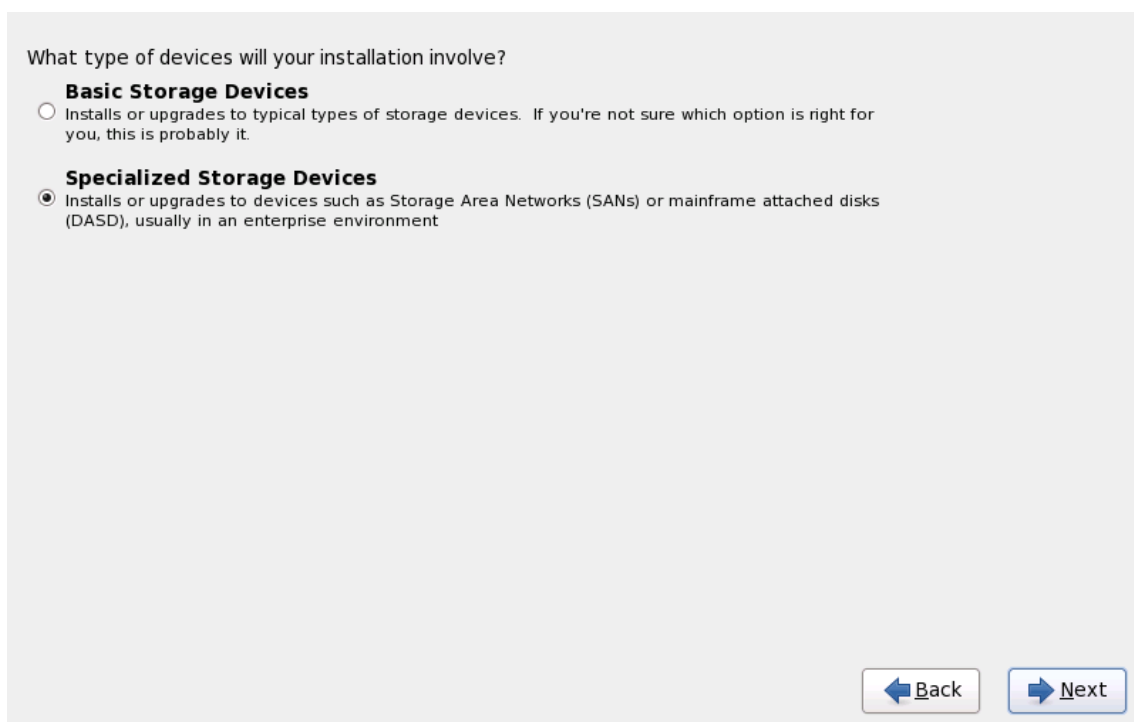 What type of devices will your installation involve?
Basic Storage Devices
Installs or upgrades to typical types of storage devices.  If you're not sure which option is right for
you, this is probably it.
Specialized Storage Devices
Installs or upgrades to devices such as Storage Area Networks (SANs) or mainframe attached disks
(DASD), usually in an enterprise environment
Back
Next